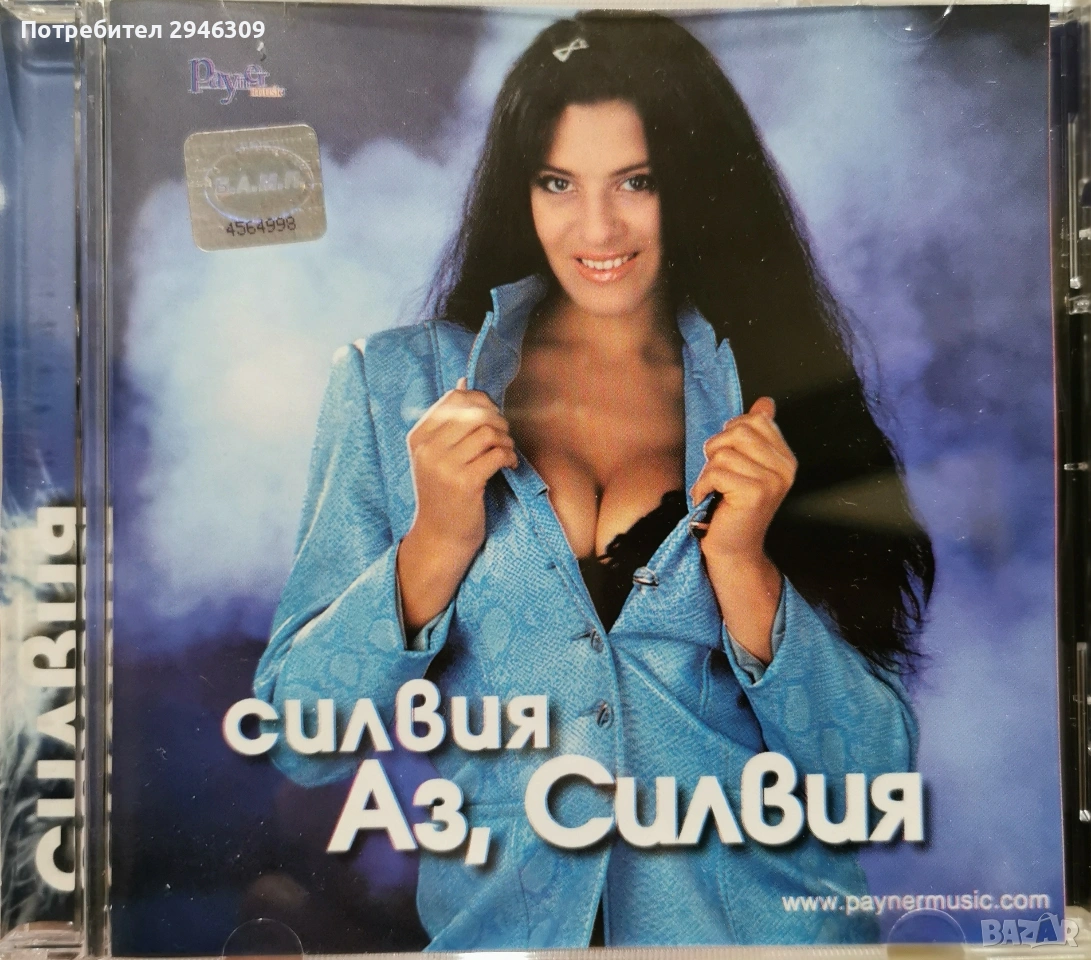 Потребител 2946309
Payner
music
Б.А.М.П.
4564998
СИЛВИЯ
силвия
Аз, Силвия
www.paynermusic.com
BAZAR